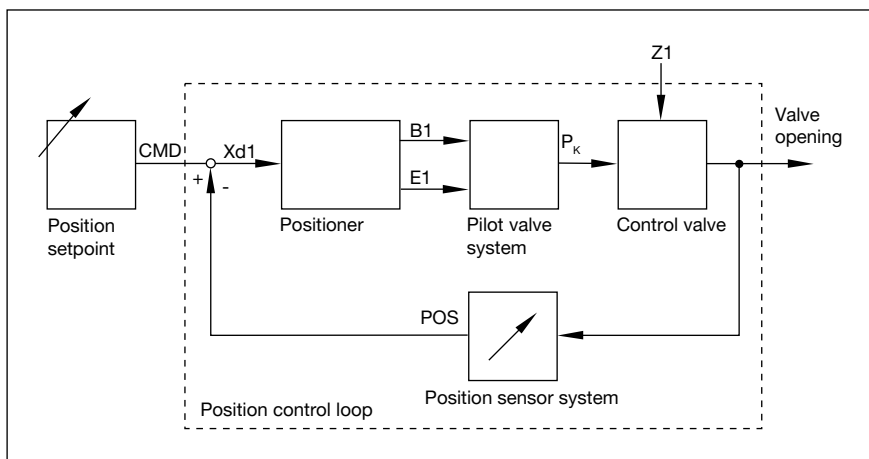 Z1
Valve
opening
CMD
Xd1
B1
E1
P_K
+
-
Position
setpoint
Positioner
Pilot valve
system
Control valve
POS
Position sensor system
Position control loop